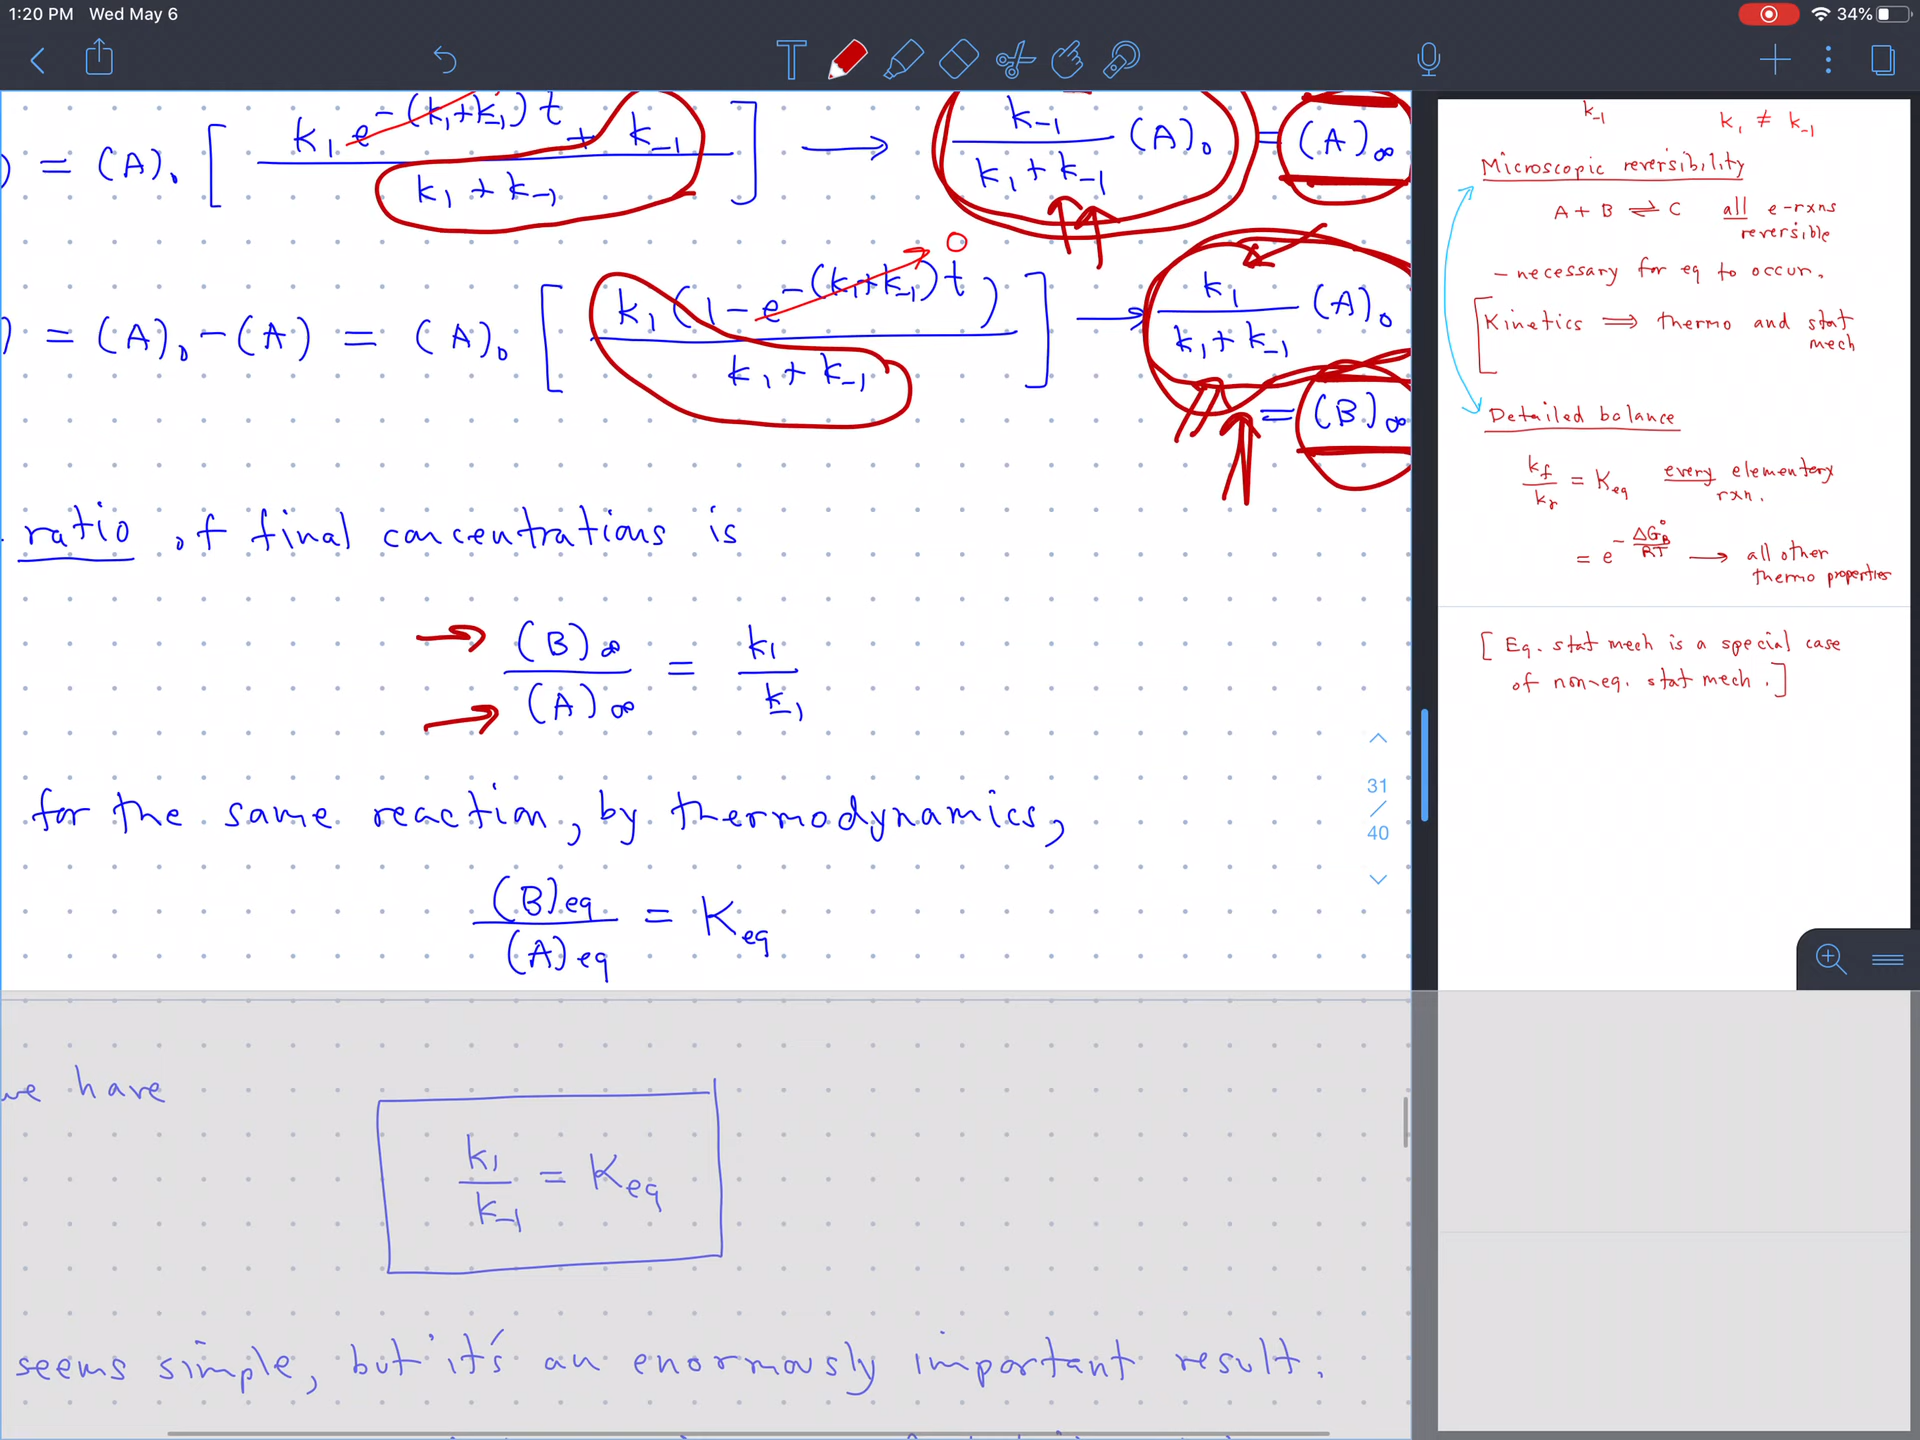 1:20 PM Wed May 6
34%
) = (A)₀ [ (k₁ e^(-(k₁+k₋₁)t) + k₋₁) / (k₁ + k₋₁) ] → k₋₁ / (k₁ + k₋₁) (A)₀ = (A)∞
0
) = (A)₀ - (A) = (A)₀ [ k₁(1 - e^(-(k₁+k₋₁)t)) / (k₁ + k₋₁) ] → k₁ / (k₁ + k₋₁) (A)₀
= (B)∞
ratio of final concentrations is
(B)∞ / (A)∞ = k₁ / k₋₁
for the same reaction, by thermodynamics,
(B)eq / (A)eq = Keq
31
/
40
we have
k₁ / k₋₁ = Keq
seems simple, but it's an enormously important result.
k₋₁ k₁ ≠ k₋₁
Microscopic reversibility
A + B ⇌ C all e-rxns
reversible
- necessary for eq to occur.
[ Kinetics ⟹ thermo and stat
mech
Detailed balance
kf / kr = Keq every elementery
rxn.
= e^(-ΔG°R/RT) → all other
thermo properties
[ Eq. stat mech is a special case
of non-eq. stat mech. ]